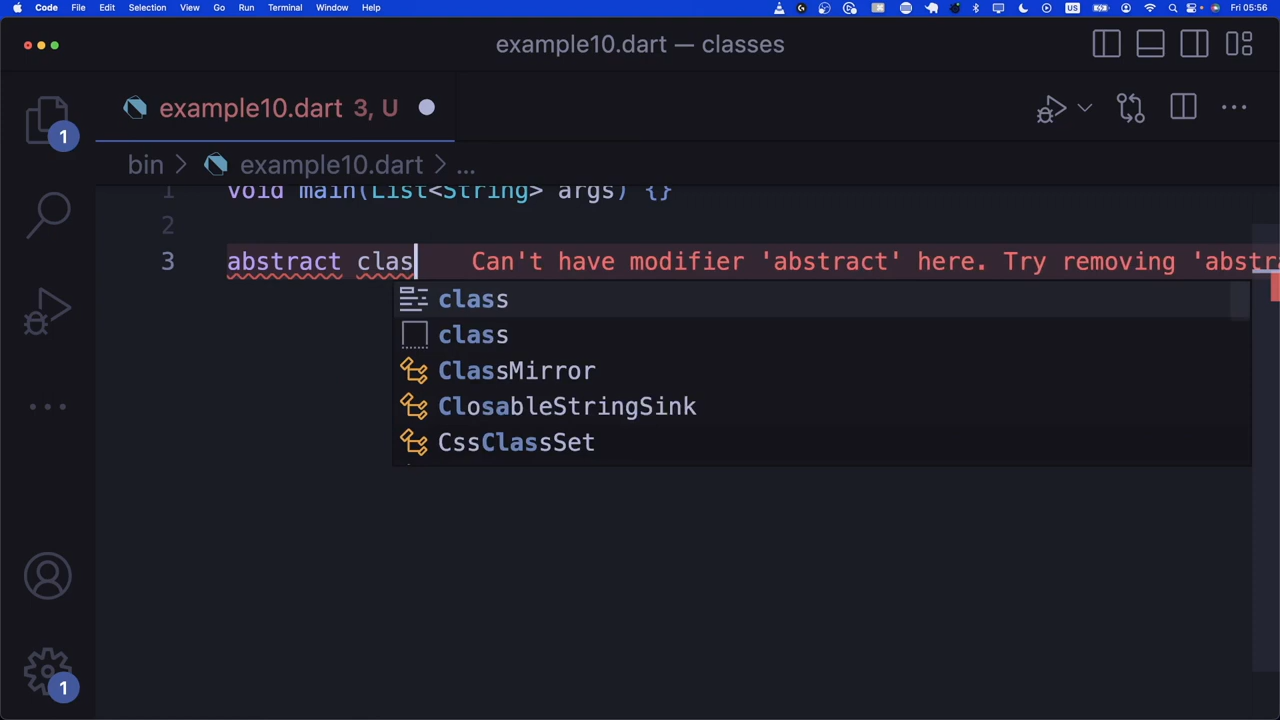 Code File Edit Selection View Go Run Terminal Window Help US Fri 05:56
example10.dart — classes
example10.dart 3, U
1
bin > example10.dart > ...
1 void main(List<String> args) {}
2
3 abstract clas Can't have modifier 'abstract' here. Try removing 'abstra
class
class
ClassMirror
ClosableStringSink
CssClassSet
1